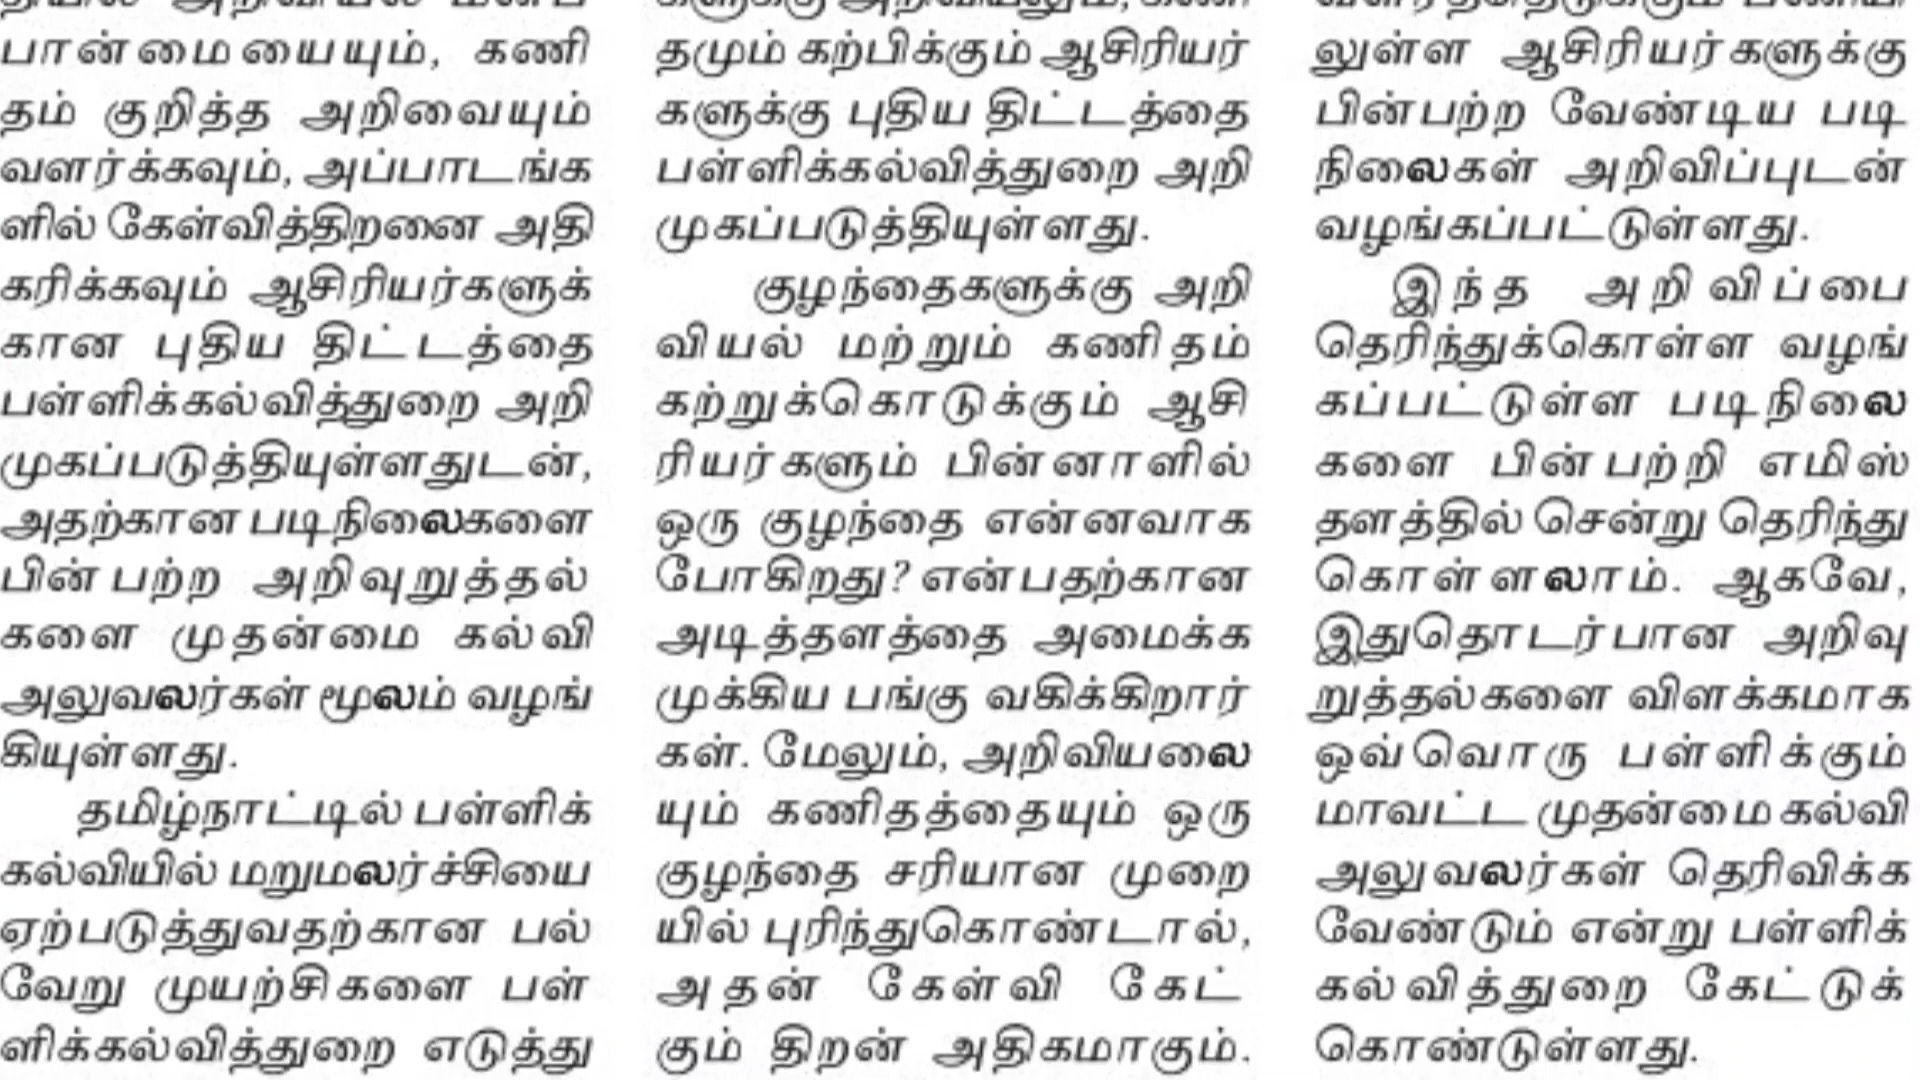 பான்மையையும், கணி
தம் குறித்த அறிவையும்
வளர்க்கவும், அப்பாடங்க
ளில் கேள்வித்திறனை அதி
கரிக்கவும் ஆசிரியர்களுக்
கான புதிய திட்டத்தை
பள்ளிக்கல்வித்துறை அறி
முகப்படுத்தியுள்ளதுடன்,
அதற்கான படிநிலைகளை
பின்பற்ற அறிவுறுத்தல்
களை முதன்மை கல்வி
அலுவலர்கள் மூலம் வழங்
கியுள்ளது.
தமிழ்நாட்டில் பள்ளிக்
கல்வியில் மறுமலர்ச்சியை
ஏற்படுத்துவதற்கான பல்
வேறு முயற்சிகளை பள்
ளிக்கல்வித்துறை எடுத்து
தமும் கற்பிக்கும் ஆசிரியர்
களுக்கு புதிய திட்டத்தை
பள்ளிக்கல்வித்துறை அறி
முகப்படுத்தியுள்ளது.
குழந்தைகளுக்கு அறி
வியல் மற்றும் கணிதம்
கற்றுக்கொடுக்கும் ஆசி
ரியர்களும் பின்னாளில்
ஒரு குழந்தை என்னவாக
போகிறது? என்பதற்கான
அடித்தளத்தை அமைக்க
முக்கிய பங்கு வகிக்கிறார்
கள். மேலும், அறிவியலை
யும் கணிதத்தையும் ஒரு
குழந்தை சரியான முறை
யில் புரிந்துகொண்டால்,
அதன் கேள்வி கேட்
கும் திறன் அதிகமாகும்.
லுள்ள ஆசிரியர்களுக்கு
பின்பற்ற வேண்டிய படி
நிலைகள் அறிவிப்புடன்
வழங்கப்பட்டுள்ளது.
இந்த அறிவிப்பை
தெரிந்துக்கொள்ள வழங்
கப்பட்டுள்ள படிநிலை
களை பின்பற்றி எமிஸ்
தளத்தில் சென்று தெரிந்து
கொள்ளலாம். ஆகவே,
இதுதொடர்பான அறிவு
றுத்தல்களை விளக்கமாக
ஒவ்வொரு பள்ளிக்கும்
மாவட்ட முதன்மை கல்வி
அலுவலர்கள் தெரிவிக்க
வேண்டும் என்று பள்ளிக்
கல்வித்துறை கேட்டுக்
கொண்டுள்ளது.